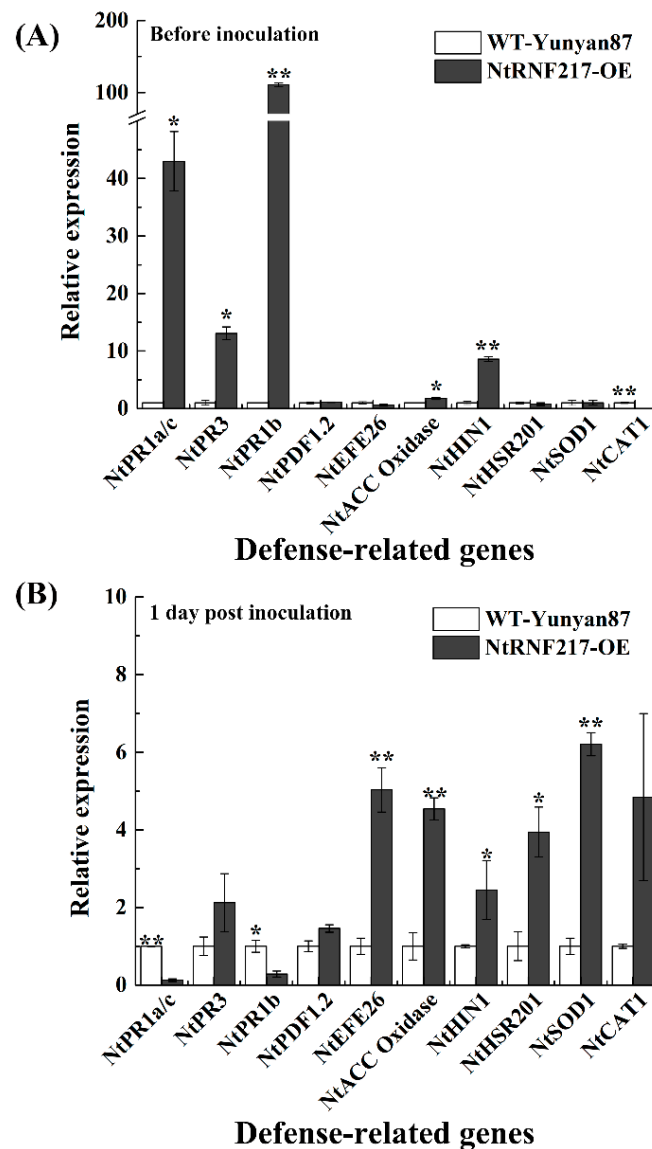 (A)
Before inoculation
WT-Yunyan87
NtRNF217-OE
Relative expression
200
100
40
30
20
10
0
* * ** * ** **
NtPR1a/c NtPR3 NtPR1b NtPDF1.2 NtEFE26 NtACC Oxidase NtHIN1 NtHSR201 NtSOD1 NtCAT1
Defense-related genes
(B)
1 day post inoculation
WT-Yunyan87
NtRNF217-OE
Relative expression
10
8
6
4
2
0
** * ** ** * * **
NtPR1a/c NtPR3 NtPR1b NtPDF1.2 NtEFE26 NtACC Oxidase NtHIN1 NtHSR201 NtSOD1 NtCAT1
Defense-related genes